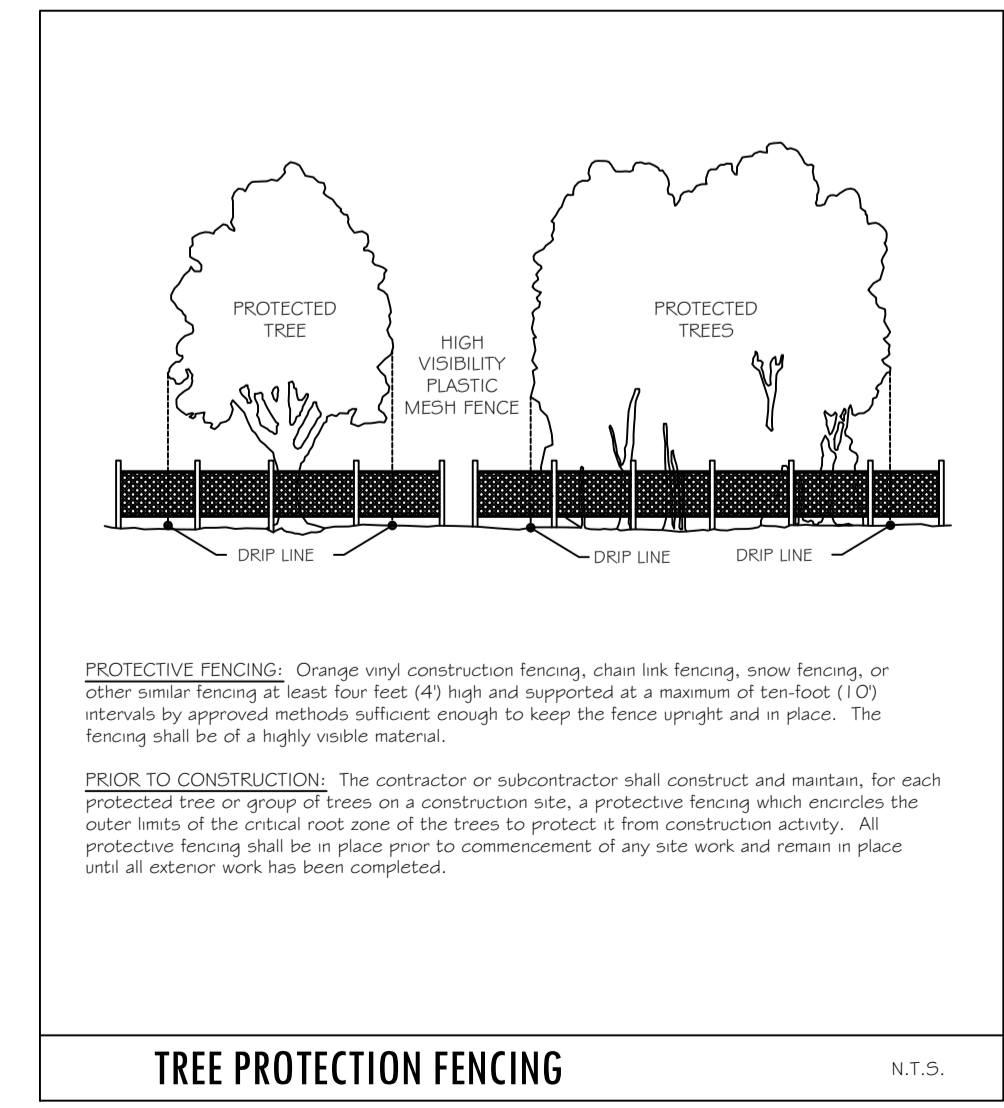 PROTECTED
TREE
HIGH
VISIBILITY
PLASTIC
MESH FENCE
PROTECTED
TREES
DRIP LINE
DRIP LINE
DRIP LINE
PROTECTIVE FENCING: Orange vinyl construction fencing, chain link fencing, snow fencing, or
other similar fencing at least four feet (4') high and supported at a maximum of ten-foot (10')
intervals by approved methods sufficient enough to keep the fence upright and in place. The
fencing shall be of a highly visible material.
PRIOR TO CONSTRUCTION: The contractor or subcontractor shall construct and maintain, for each
protected tree or group of trees on a construction site, a protective fencing which encircles the
outer limits of the critical root zone of the trees to protect it from construction activity. All
protective fencing shall be in place prior to commencement of any site work and remain in place
until all exterior work has been completed.
TREE PROTECTION FENCING
N.T.S.